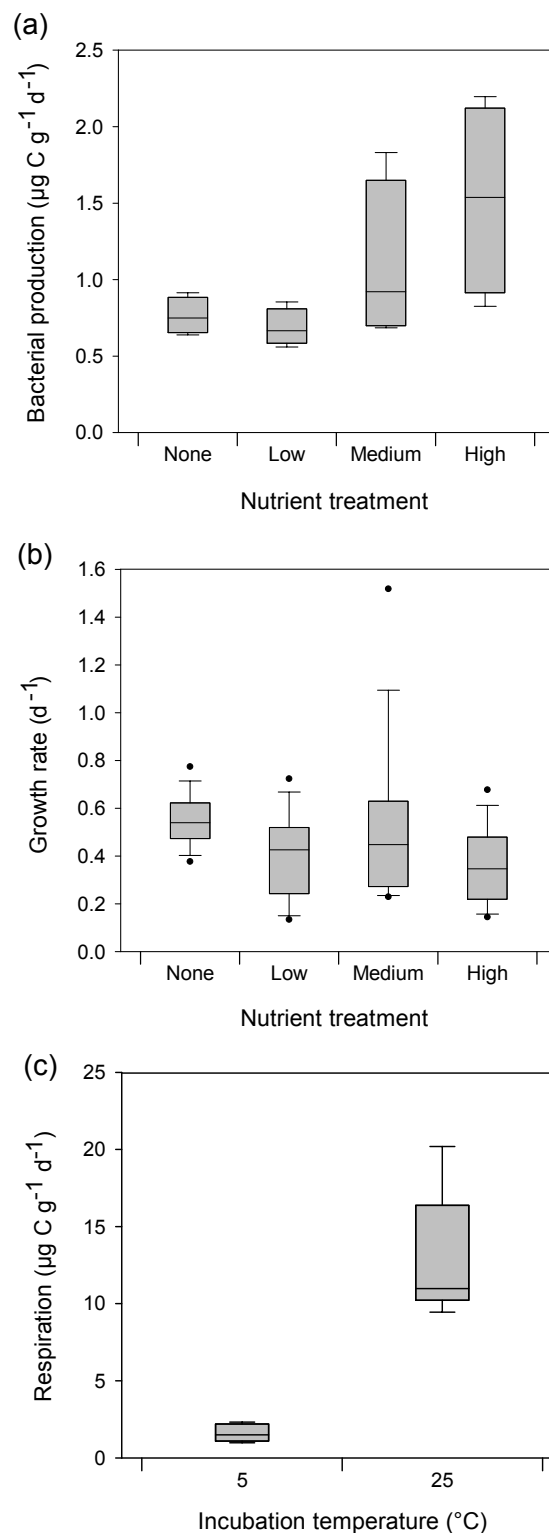 (a)
2.5
2.0
1.5
1.0
0.5
0.0
Bacterial production (µg C g⁻¹ d⁻¹)
None Low Medium High
Nutrient treatment
(b)
1.6
1.4
1.2
1.0
0.8
0.6
0.4
0.2
0.0
Growth rate (d⁻¹)
None Low Medium High
Nutrient treatment
(c)
25
20
15
10
5
0
Respiration (µg C g⁻¹ d⁻¹)
5 25
Incubation temperature (°C)